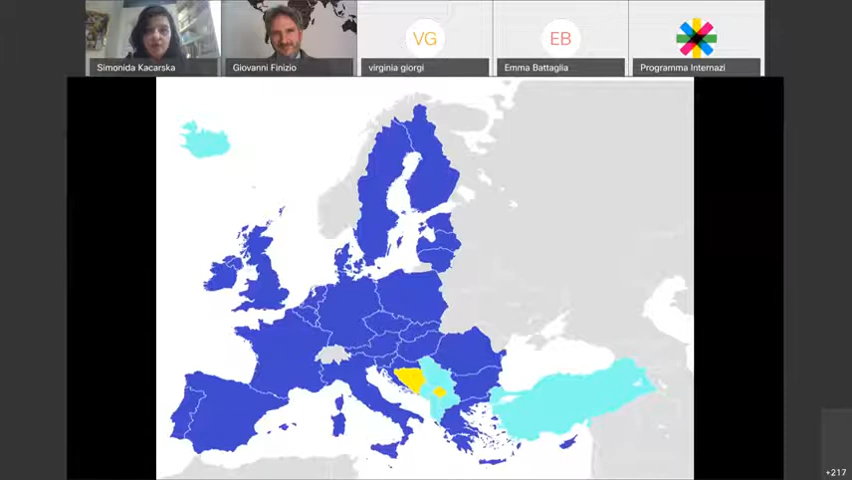 VG
EB
Simonida Kacarska
Giovanni Finizio
virginia giorgi
Emma Battaglia
Programma Internazi
+217